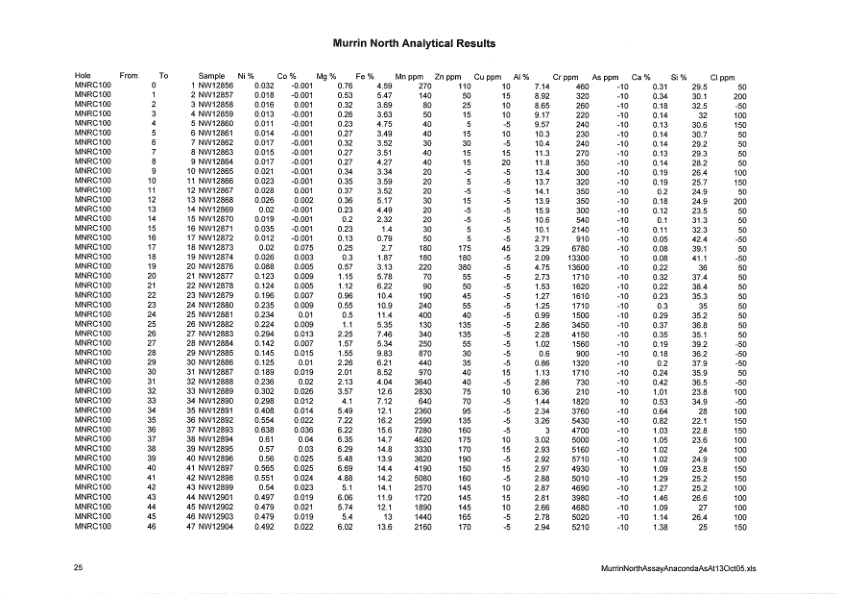 Murrin North Analytical Results
Hole From To Sample Ni % Co % Mg % Fe % Mn ppm Zn ppm Cu ppm Al % Cr ppm As ppm Ca % Si % Cl ppm
MNRC100 0 1 NW12856 0.032 -0.001 0.76 4.59 270 110 10 7.14 460 -10 0.31 29.5 50
MNRC100 1 2 NW12857 0.018 -0.001 0.53 5.47 140 50 15 8.92 320 -10 0.34 30.1 200
MNRC100 2 3 NW12858 0.016 0.001 0.32 3.69 80 25 10 8.65 260 -10 0.18 32.5 -50
MNRC100 3 4 NW12859 0.013 -0.001 0.26 3.63 50 15 10 9.17 220 -10 0.14 32 100
MNRC100 4 5 NW12860 0.011 -0.001 0.23 4.75 40 5 -5 9.57 240 -10 0.13 30.6 150
MNRC100 5 6 NW12861 0.014 -0.001 0.27 3.49 40 15 10 10.3 230 -10 0.14 30.7 50
MNRC100 6 7 NW12862 0.017 -0.001 0.32 3.52 30 30 -5 10.4 240 -10 0.14 29.2 50
MNRC100 7 8 NW12863 0.015 -0.001 0.27 3.51 40 15 15 11.3 270 -10 0.13 29.3 50
MNRC100 8 9 NW12864 0.017 -0.001 0.27 4.27 40 15 20 11.8 350 -10 0.14 28.2 50
MNRC100 9 10 NW12865 0.021 -0.001 0.34 3.34 20 -5 -5 13.4 300 -10 0.19 26.4 100
MNRC100 10 11 NW12866 0.023 -0.001 0.35 3.59 20 5 -5 13.7 320 -10 0.19 25.7 150
MNRC100 11 12 NW12867 0.028 0.001 0.37 3.52 20 -5 -5 14.1 350 -10 0.2 24.9 50
MNRC100 12 13 NW12868 0.026 0.002 0.36 5.17 30 15 -5 13.9 350 -10 0.18 24.9 200
MNRC100 13 14 NW12869 0.02 -0.001 0.23 4.49 20 -5 -5 15.9 300 -10 0.12 23.5 50
MNRC100 14 15 NW12870 0.019 -0.001 0.2 2.32 20 -5 -5 10.6 540 -10 0.1 31.3 50
MNRC100 15 16 NW12871 0.035 -0.001 0.23 1.4 30 5 -5 10.1 2140 -10 0.11 32.3 50
MNRC100 16 17 NW12872 0.012 -0.001 0.13 0.79 50 5 -5 2.71 910 -10 0.05 42.4 -50
MNRC100 17 18 NW12873 0.02 0.075 0.25 2.7 180 175 45 3.29 6780 -10 0.08 39.1 50
MNRC100 18 19 NW12874 0.026 0.003 0.3 1.87 180 180 -5 2.09 13300 10 0.08 41.1 -50
MNRC100 19 20 NW12876 0.088 0.005 0.57 3.13 220 380 -5 4.75 13600 -10 0.22 36 50
MNRC100 20 21 NW12877 0.123 0.009 1.15 5.78 70 55 -5 2.73 1710 -10 0.32 37.4 50
MNRC100 21 22 NW12878 0.124 0.005 1.12 6.22 90 50 -5 1.53 1620 -10 0.22 38.4 50
MNRC100 22 23 NW12879 0.196 0.007 0.96 10.4 190 45 -5 1.27 1610 -10 0.23 35.3 50
MNRC100 23 24 NW12880 0.235 0.009 0.55 10.9 240 55 -5 1.25 1710 -10 0.3 35 50
MNRC100 24 25 NW12881 0.234 0.01 0.5 11.4 400 40 -5 0.99 1500 -10 0.29 35.2 50
MNRC100 25 26 NW12882 0.224 0.009 1.1 5.35 130 135 -5 2.86 3450 -10 0.37 36.8 50
MNRC100 26 27 NW12883 0.294 0.013 2.25 7.46 340 135 -5 2.28 4150 -10 0.35 35.1 50
MNRC100 27 28 NW12884 0.142 0.007 1.57 5.34 250 55 -5 1.02 1560 -10 0.19 39.2 -50
MNRC100 28 29 NW12885 0.145 0.015 1.55 9.83 870 30 -5 0.6 900 -10 0.18 36.2 -50
MNRC100 29 30 NW12886 0.125 0.01 2.26 6.21 440 35 -5 0.86 1320 -10 0.2 37.9 -50
MNRC100 30 31 NW12887 0.189 0.019 2.01 8.52 970 40 15 1.13 1710 -10 0.24 35.9 50
MNRC100 31 32 NW12888 0.236 0.02 2.13 4.04 3640 40 -5 2.86 730 -10 0.42 36.5 -50
MNRC100 32 33 NW12889 0.302 0.026 3.57 12.6 2830 75 10 6.36 210 -10 1.01 23.8 100
MNRC100 33 34 NW12890 0.298 0.012 4.1 7.12 640 70 -5 1.44 1820 10 0.53 34.9 -50
MNRC100 34 35 NW12891 0.408 0.014 5.49 12.1 2360 95 -5 2.34 3760 -10 0.64 28 100
MNRC100 35 36 NW12892 0.554 0.022 7.22 16.2 2590 135 -5 3.26 5430 -10 0.82 22.1 150
MNRC100 36 37 NW12893 0.638 0.036 6.22 15.6 7280 160 -5 3 4700 -10 1.03 22.8 150
MNRC100 37 38 NW12894 0.61 0.04 6.35 14.7 4620 175 10 3.02 5000 -10 1.05 23.6 100
MNRC100 38 39 NW12895 0.57 0.03 6.29 14.8 3330 170 15 2.93 5160 -10 1.02 24 100
MNRC100 39 40 NW12896 0.56 0.025 5.48 13.9 3620 190 -5 2.92 5710 -10 1.02 24.9 100
MNRC100 40 41 NW12897 0.565 0.025 6.69 14.4 4190 150 15 2.97 4930 10 1.09 23.8 150
MNRC100 41 42 NW12898 0.551 0.024 4.88 14.2 5080 160 -5 2.88 5010 -10 1.29 25.2 150
MNRC100 42 43 NW12899 0.54 0.023 5.1 14.1 2570 145 10 2.87 4690 -10 1.27 25.2 100
MNRC100 43 44 NW12901 0.497 0.019 6.06 11.9 1720 145 15 2.81 3980 -10 1.46 26.6 100
MNRC100 44 45 NW12902 0.479 0.021 5.74 12.1 1890 145 10 2.66 4680 -10 1.09 27 100
MNRC100 45 46 NW12903 0.479 0.019 5.4 13 1440 165 -5 2.78 5020 -10 1.14 26.4 100
MNRC100 46 47 NW12904 0.492 0.022 6.02 13.6 2160 170 -5 2.94 5210 -10 1.38 25 150
25 MurrinNorthAssayAnacondaAsAt13Oct05.xls